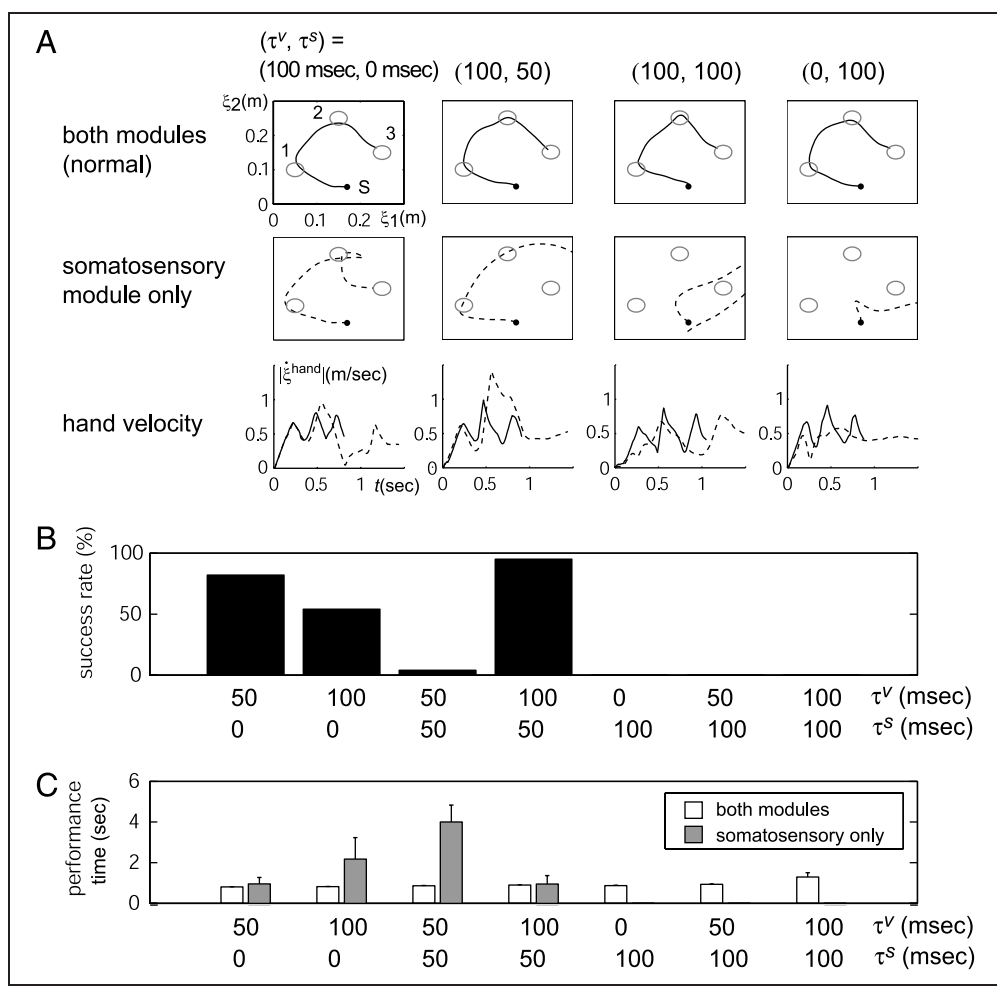 A
(τᵛ, τˢ) =
(100 msec, 0 msec) (100, 50) (100, 100) (0, 100)
both modules
(normal)
ξ2(m)
0.2
0.1
0
0 0.1 0.2 ξ1(m)
1 2 3 S
somatosensory
module only
hand velocity
|ξ̇ʰᵃⁿᵈ|(m/sec)
1 1 1 1
0.5 0.5 0.5 0.5
0 0 0 0
0 0.5 1 t(sec) 0 0.5 1 0 0.5 1 0 0.5 1
B
success rate (%)
100
50
0
50 100 50 100 0 50 100 τᵛ (msec)
0 0 50 50 100 100 100 τˢ (msec)
C
performance
time (sec)
6
4
2
0
both modules
somatosensory only
50 100 50 100 0 50 100 τᵛ (msec)
0 0 50 50 100 100 100 τˢ (msec)